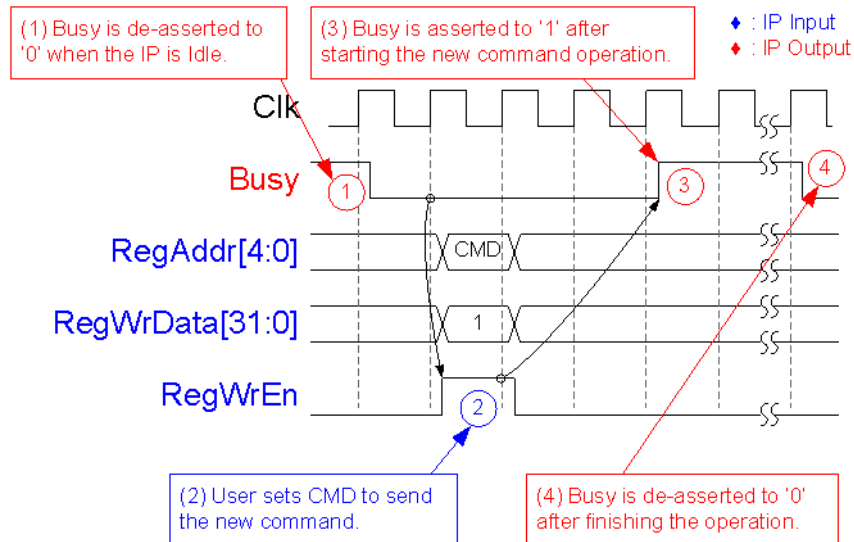 (1) Busy is de-asserted to
'0' when the IP is Idle.
(3) Busy is asserted to '1' after
starting the new command operation.
♦ : IP Input
♦ : IP Output
Clk
Busy
1
3
4
RegAddr[4:0]
CMD
RegWrData[31:0]
1
RegWrEn
2
(2) User sets CMD to send
the new command.
(4) Busy is de-asserted to '0'
after finishing the operation.